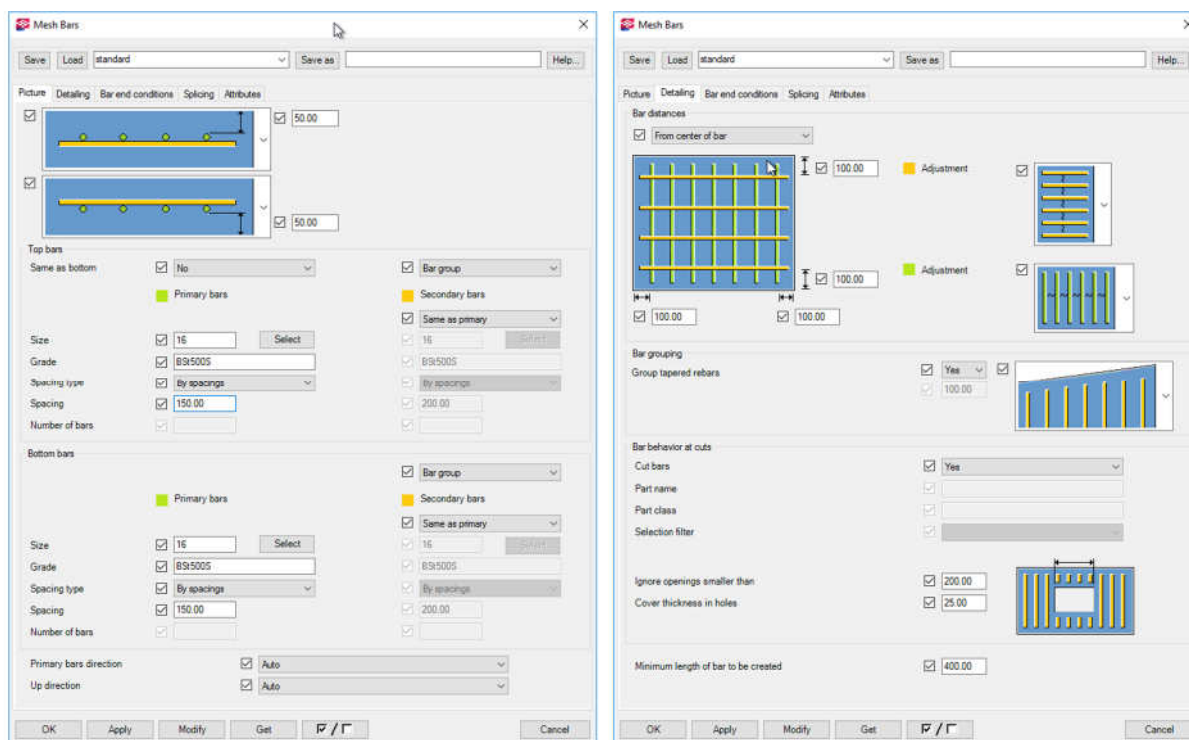 Mesh Bars
Save Load standard Save as Help...
Picture Detailing Bar end conditions Splicing Attributes
50.00
50.00
Top bars
Same as bottom No Bar group
Primary bars Secondary bars
Same as primary
Size 16 Select 16 Select
Grade BSt500S BSt500S
Spacing type By spacings By spacings
Spacing 150.00 200.00
Number of bars
Bottom bars
Bar group
Primary bars Secondary bars
Same as primary
Size 16 Select 16 Select
Grade BSt500S BSt500S
Spacing type By spacings By spacings
Spacing 150.00 200.00
Number of bars
Primary bars direction Auto
Up direction Auto
OK Apply Modify Get / Cancel
Mesh Bars
Save Load standard Save as Help...
Picture Detailing Bar end conditions Splicing Attributes
Bar distances
From center of bar
100.00 Adjustment
100.00 Adjustment
100.00 100.00
Bar grouping
Group tapered rebars Yes
100.00
Bar behavior at cuts
Cut bars Yes
Part name
Part class
Selection filter
Ignore openings smaller than 200.00
Cover thickness in holes 25.00
Minimum length of bar to be created 400.00
OK Apply Modify Get / Cancel